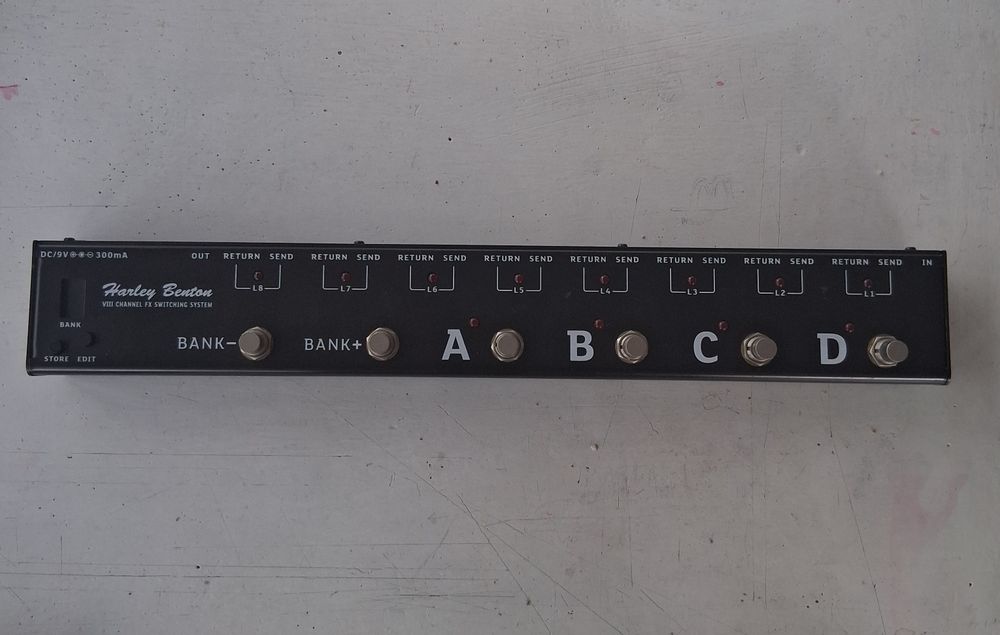 DC/9V 300mA OUT RETURN SEND RETURN SEND RETURN SEND RETURN SEND RETURN SEND RETURN SEND RETURN SEND RETURN SEND IN
L8 L7 L6 L5 L4 L3 L2 L1
Harley Benton
VIII CHANNEL FX SWITCHING SYSTEM
BANK
BANK- BANK+ A B C D
STORE EDIT